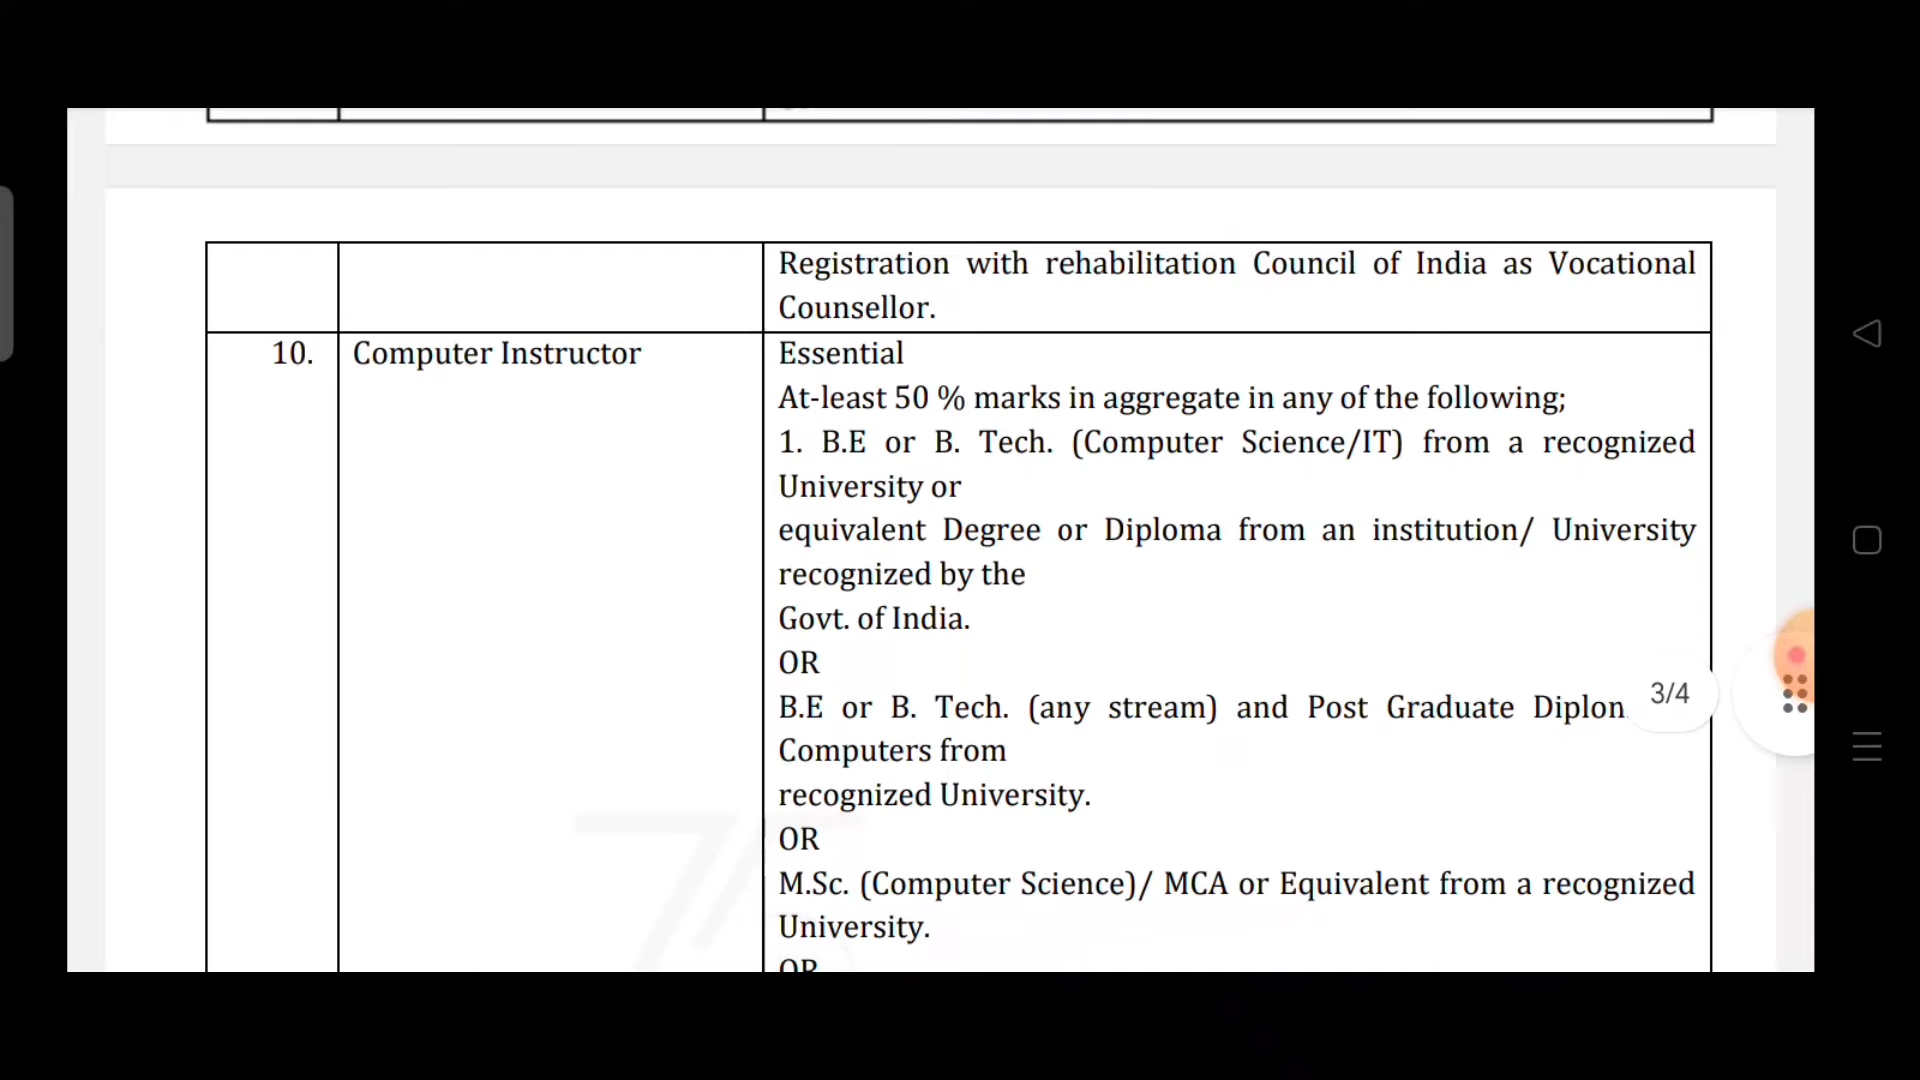 Registration with rehabilitation Council of India as Vocational
Counsellor.
10. Computer Instructor Essential
At-least 50 % marks in aggregate in any of the following;
1. B.E or B. Tech. (Computer Science/IT) from a recognized
University or
equivalent Degree or Diploma from an institution/ University
recognized by the
Govt. of India.
OR
B.E or B. Tech. (any stream) and Post Graduate
3/4
Computers from
recognized University.
OR
M.Sc. (Computer Science)/ MCA or Equivalent from a recognized
University.
OR